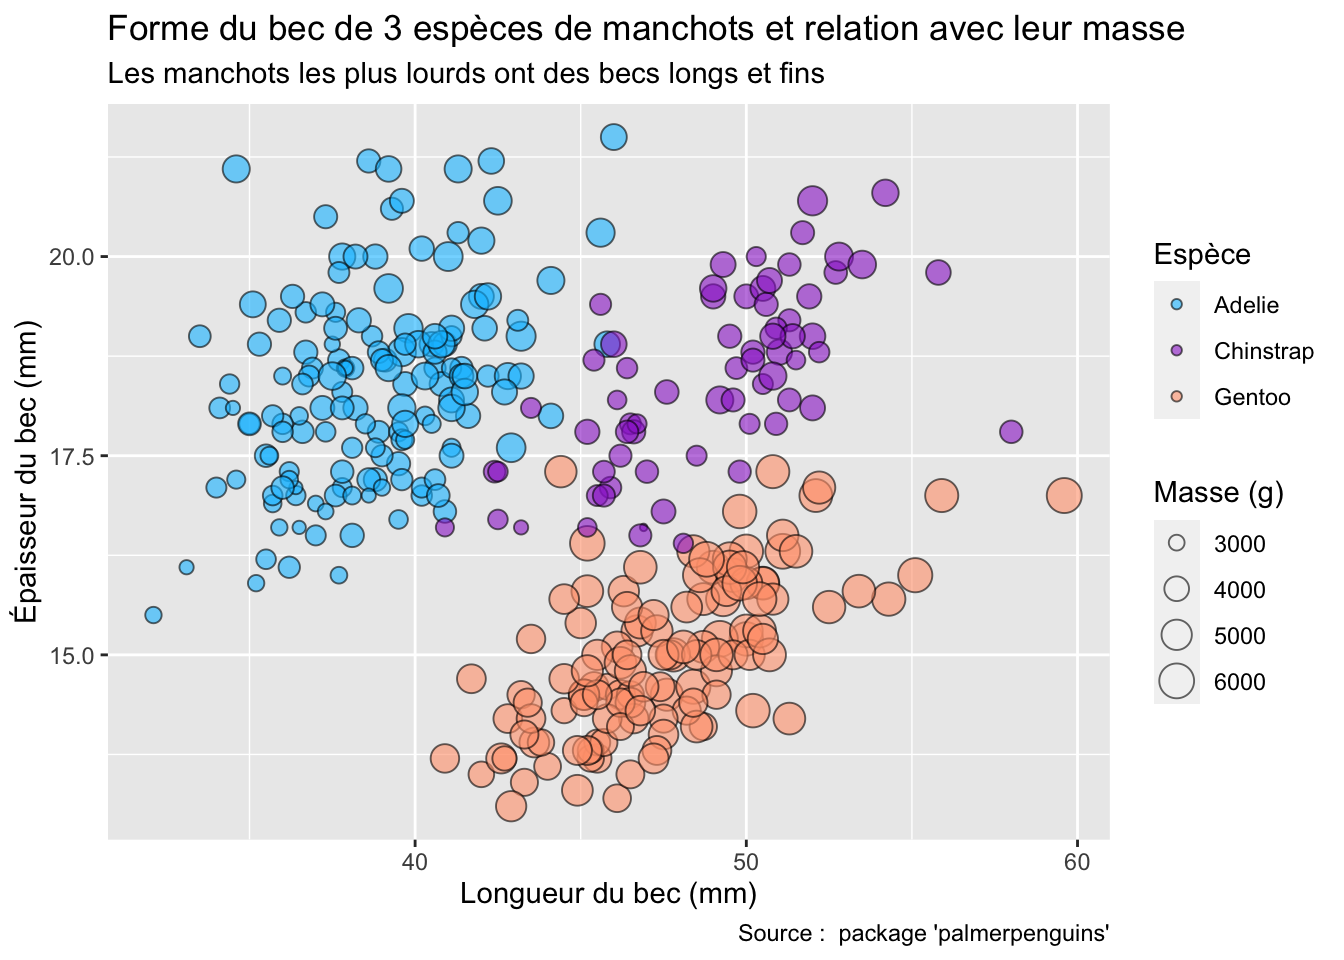 Forme du bec de 3 espèces de manchots et relation avec leur masse
Les manchots les plus lourds ont des becs longs et fins
20.0
17.5
15.0
Épaisseur du bec (mm)
40
50
60
Longueur du bec (mm)
Espèce
Adelie
Chinstrap
Gentoo
Masse (g)
3000
4000
5000
6000
Source :  package 'palmerpenguins'